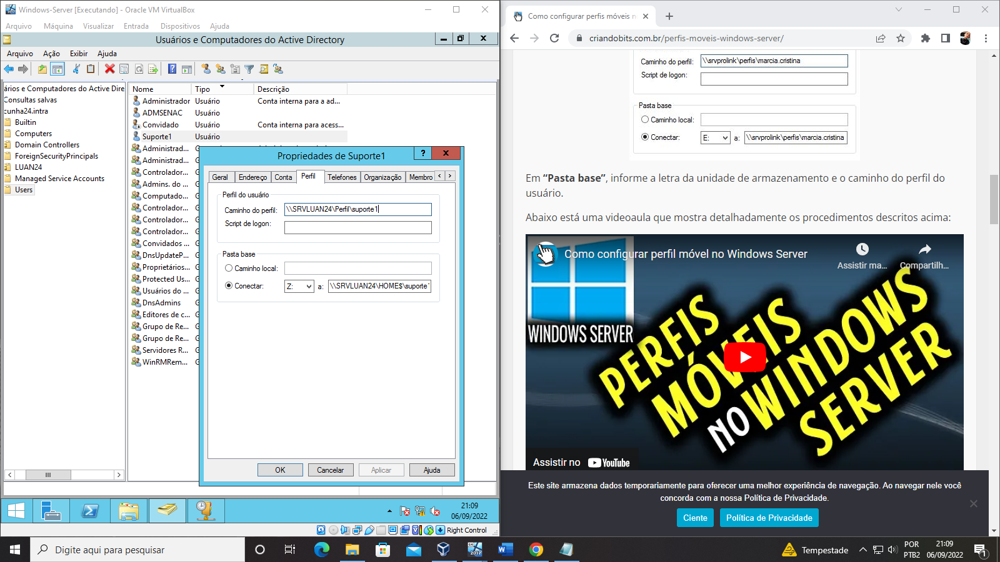 Windows-Server [Executando] - Oracle VM VirtualBox
Arquivo Máquina Visualizar Entrada Dispositivos Ajuda
Usuários e Computadores do Active Directory
Arquivo Ação Exibir Ajuda
ários e Computadores do Active Dire
Consultas salvas
cunha24.intra
Builtin
Computers
Domain Controllers
ForeignSecurityPrincipals
LUAN24
Managed Service Accounts
Users
Nome Tipo Descrição
Administrador Usuário Conta interna para a ad...
ADMSENAC Usuário
Convidado Usuário Conta interna para acess...
Suporte1 Usuário
Administrad... G
Administrad... G
Controlador... G
Admins. do ... G
Computado... G
Controlador... G
Controlador... G
Controlador... G
Convidados ... G
DnsUpdateP... G
Proprietários... G
Protected Us... G
Usuários do ... G
DnsAdmins G
Editores de c... G
Grupo de Re... G
Grupo de Re... G
Servidores R... G
WinRMRem... G
Propriedades de Suporte1
? X
Geral Endereço Conta Perfil Telefones Organização Membro
Perfil do usuário
Caminho do perfil: \\SRVLUAN24\Perfil\suporte1
Script de logon:
Pasta base
Caminho local:
Conectar: Z: a: \\SRVLUAN24\HOME$\suporte1
OK Cancelar Aplicar Ajuda
21:09
06/09/2022
Right Control
Como configurar perfis móveis n
criandobits.com.br/perfis-moveis-windows-server/
Caminho do perfil: \\srvprolink\perfis\marcia.cristina
Script de logon:
Pasta base
Caminho local:
Conectar: E: a: \\srvprolink\perfis\marcia.cristina
Em “Pasta base”, informe a letra da unidade de armazenamento e o caminho do perfil do
usuário.
Abaixo está uma videoaula que mostra detalhadamente os procedimentos descritos acima:
Como configurar perfil móvel no Windows Server
Assistir ma... Compartilh...
WINDOWS SERVER
PERFIS
MÓVEIS
NO WINDOWS
SERVER
Assistir no YouTube
Este site armazena dados temporariamente para oferecer uma melhor experiência de navegação. Ao navegar nele você
concorda com a nossa Política de Privacidade.
Ciente Política de Privacidade
Digite aqui para pesquisar
2012
Tempestade
POR
PTB2
21:09
06/09/2022
1